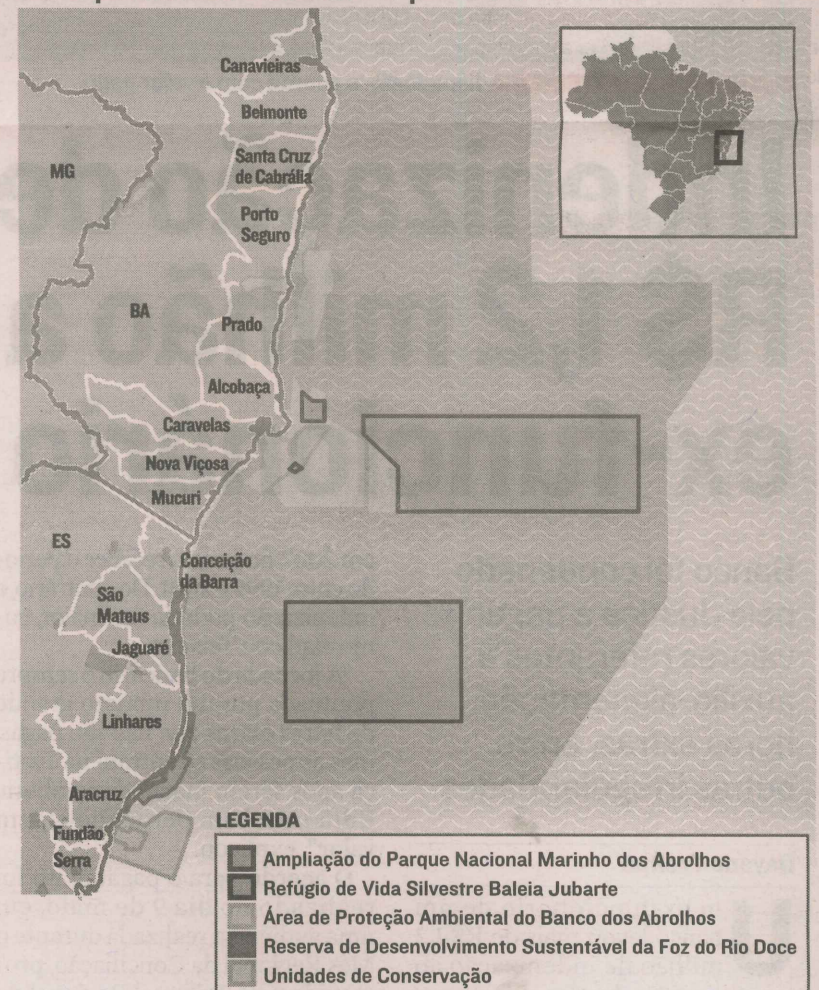 Canavieiras
Belmonte
Santa Cruz
de Cabrália
MG
Porto
Seguro
BA
Prado
Alcobaça
Caravelas
Nova Viçosa
Mucuri
ES
Conceição
da Barra
São
Mateus
Jaguaré
Linhares
Aracruz
Fundão
Serra
LEGENDA
Ampliação do Parque Nacional Marinho dos Abrolhos
Refúgio de Vida Silvestre Baleia Jubarte
Área de Proteção Ambiental do Banco dos Abrolhos
Reserva de Desenvolvimento Sustentável da Foz do Rio Doce
Unidades de Conservação